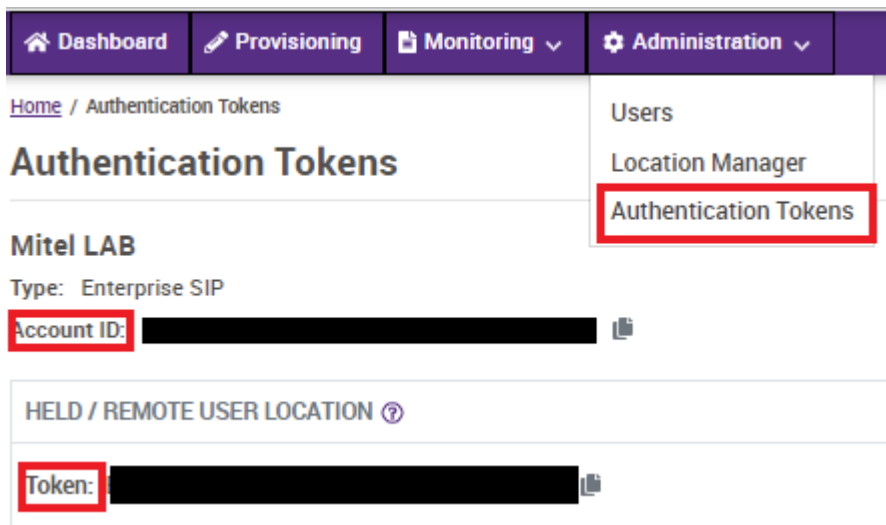 Dashboard Provisioning Monitoring Administration
Home / Authentication Tokens
Users
Authentication Tokens
Location Manager
Authentication Tokens
Mitel LAB
Type: Enterprise SIP
Account ID:
HELD / REMOTE USER LOCATION ?
Token: